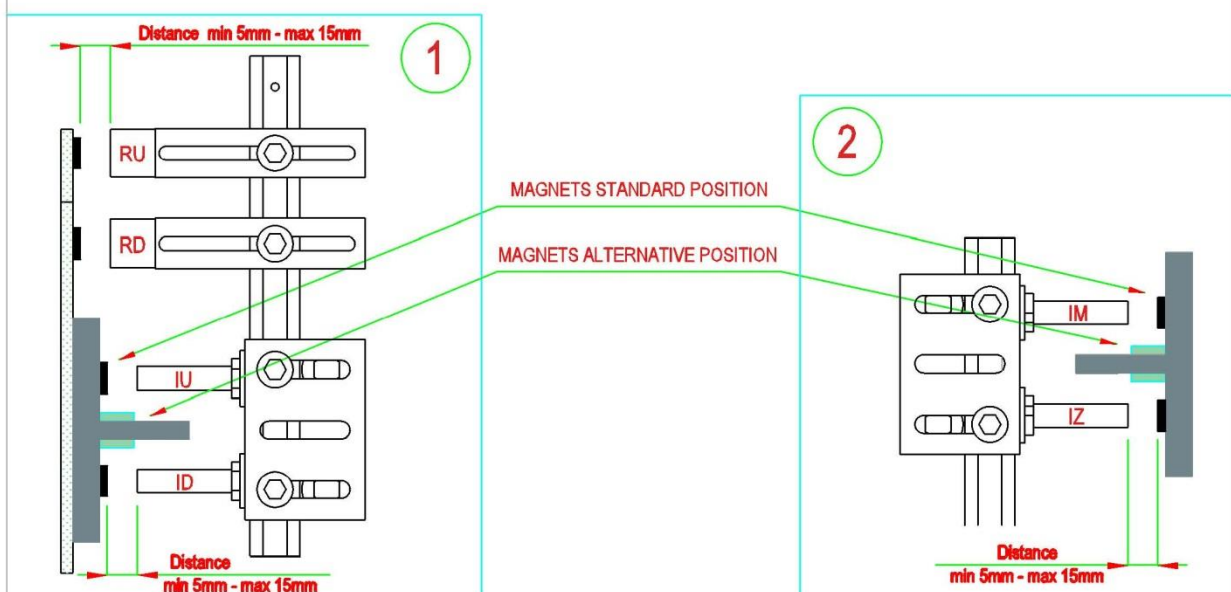 Distance min 5mm - max 15mm
1
RU
RD
IU
ID
Distance
min 5mm - max 15mm
MAGNETS STANDARD POSITION
MAGNETS ALTERNATIVE POSITION
2
IM
IZ
Distance
min 5mm - max 15mm